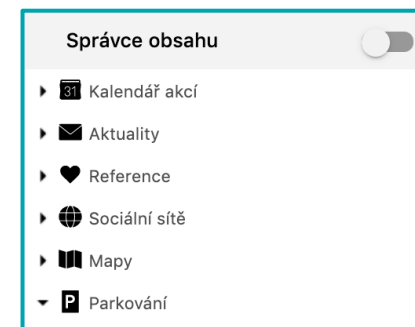 Správce obsahu
31 Kalendář akcí
Aktuality
Reference
Sociální sítě
Mapy
P Parkování